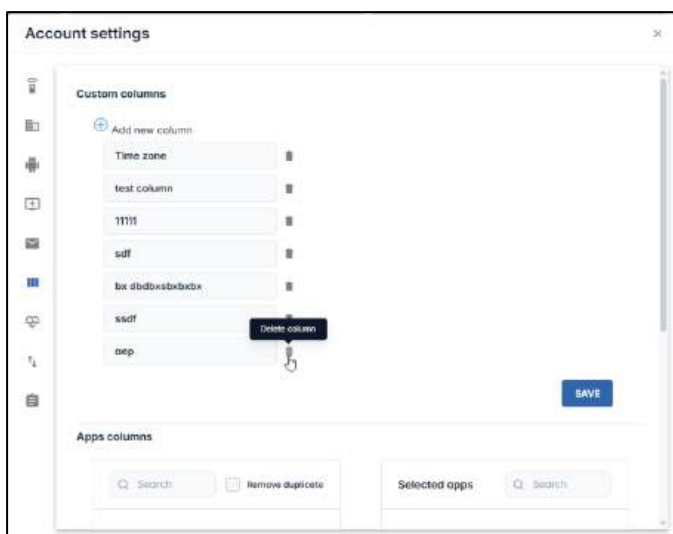 Account settings
Custom columns
Add new column
Time zone
test column
11111
sdf
bx dbdbxsbxbxbx
ssdf
Delete column
aep
SAVE
Apps columns
Search
Remove duplicate
Selected apps
Search